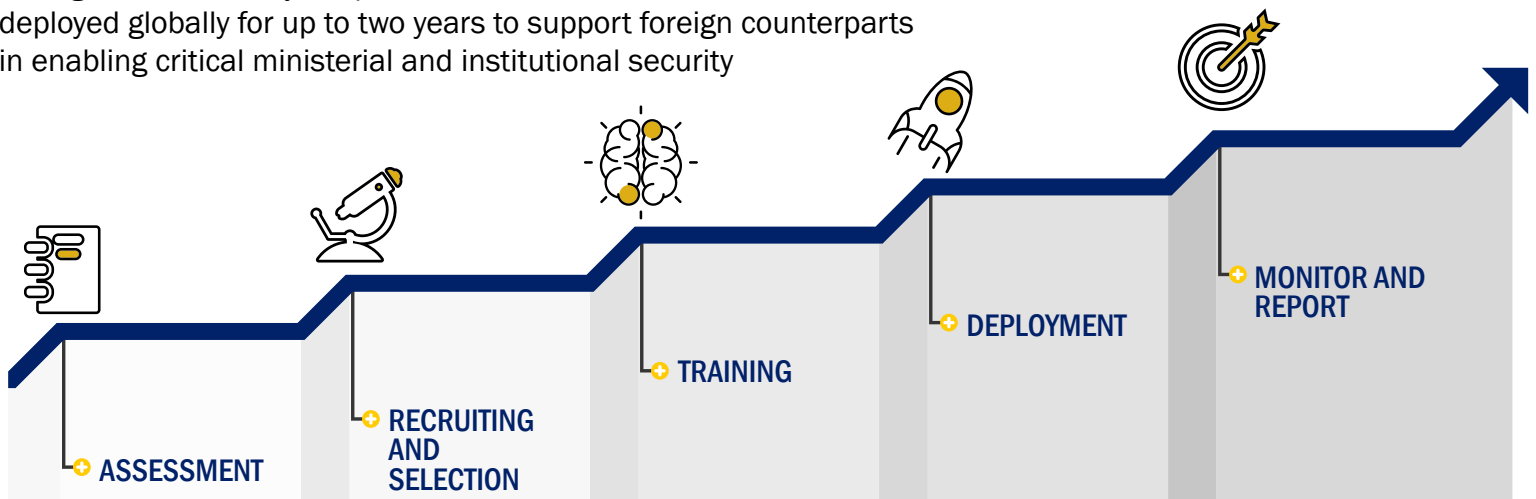 deployed globally for up to two years to support foreign counterparts
in enabling critical ministerial and institutional security
MONITOR AND
REPORT
DEPLOYMENT
TRAINING
RECRUITING
AND
SELECTION
ASSESSMENT